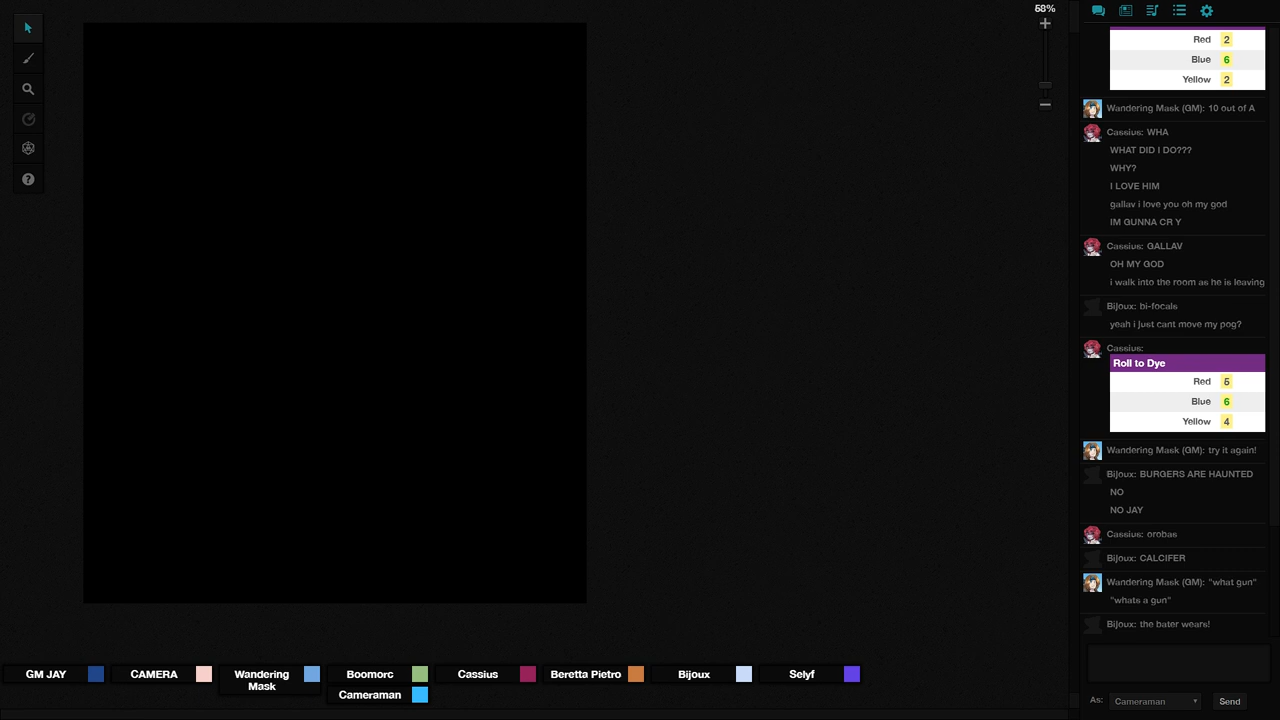 58%
Red 2
Blue 6
Yellow 2
Wandering Mask (GM): 10 out of A
Cassius: WHA
WHAT DID I DO???
WHY?
I LOVE HIM
gallav i love you oh my god
IM GUNNA CR Y
Cassius: GALLAV
OH MY GOD
i walk into the room as he is leaving
Bijoux: bi-focals
yeah i just cant move my pog?
Cassius:
Roll to Dye
Red 5
Blue 6
Yellow 4
Wandering Mask (GM): try it again!
Bijoux: BURGERS ARE HAUNTED
NO
NO JAY
Cassius: orobas
Bijoux: CALCIFER
Wandering Mask (GM): "what gun"
"whats a gun"
Bijoux: the bater wears!
As: Cameraman Send
GM JAY CAMERA Wandering Mask Boomorc Cassius Beretta Pietro Bijoux Selyf
Cameraman